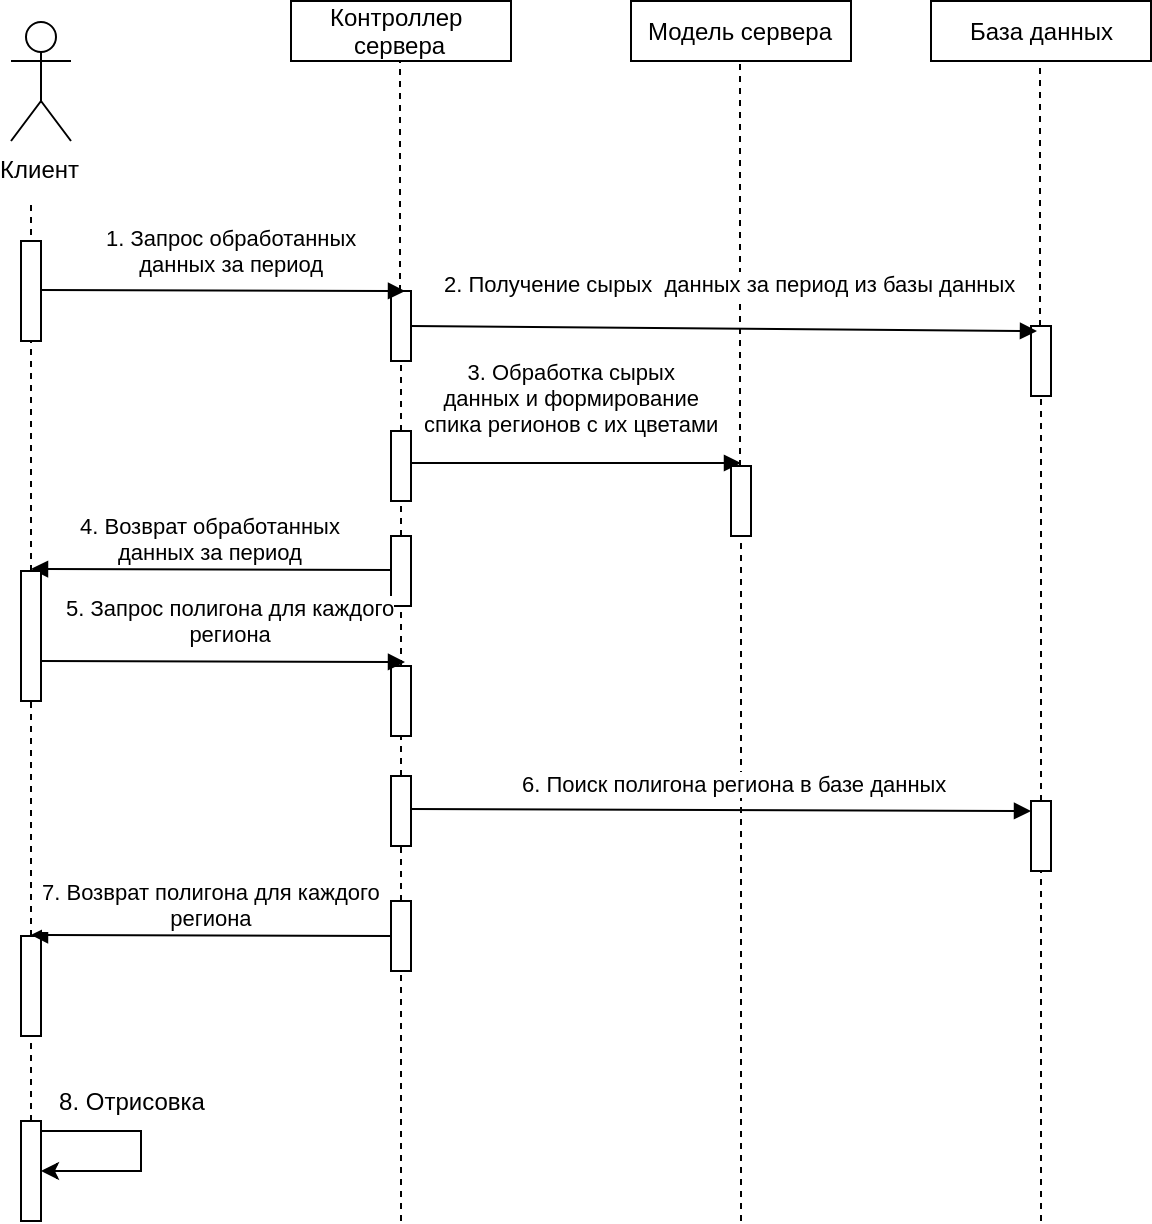 Контроллер
сервера
Модель сервера
База данных
Клиент
1. Запрос обработанных
данных за период
2. Получение сырых  данных за период из базы данных
3. Обработка сырых
данных и формирование
спика регионов с их цветами
4. Возврат обработанных
данных за период
5. Запрос полигона для каждого
региона
6. Поиск полигона региона в базе данных
7. Возврат полигона для каждого
региона
8. Отрисовка